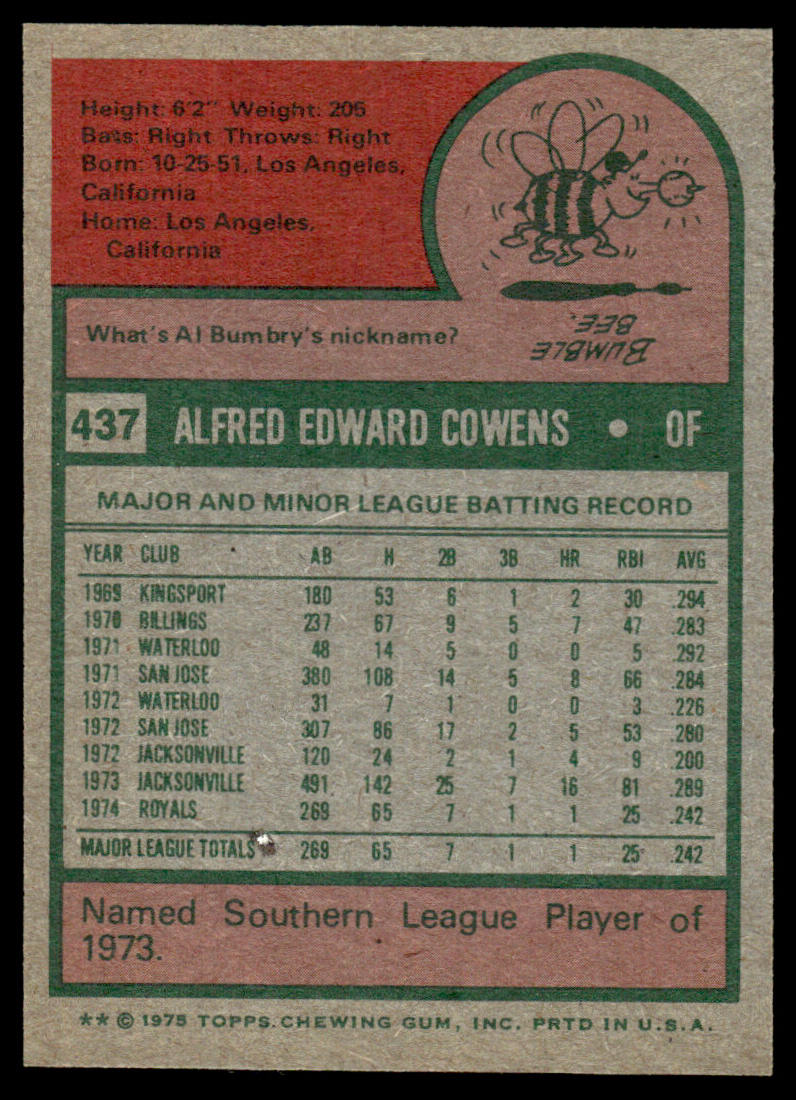 Height: 6'2" Weight: 205
Bats: Right Throws: Right
Born: 10-25-51, Los Angeles,
California
Home: Los Angeles,
California
What's Al Bumbry's nickname?
BUMBLE
BEE.
437 ALFRED EDWARD COWENS • OF
MAJOR AND MINOR LEAGUE BATTING RECORD
YEAR CLUB AB H 2B 3B HR RBI AVG
1969 KINGSPORT 180 53 6 1 2 30 .294
1970 BILLINGS 237 67 9 5 7 47 .283
1971 WATERLOO 48 14 5 0 0 5 .292
1971 SAN JOSE 380 108 14 5 8 66 .284
1972 WATERLOO 31 7 1 0 0 3 .226
1972 SAN JOSE 307 86 17 2 5 53 .280
1972 JACKSONVILLE 120 24 2 1 4 9 .200
1973 JACKSONVILLE 491 142 25 7 16 81 .289
1974 ROYALS 269 65 7 1 1 25 .242
MAJOR LEAGUE TOTALS 269 65 7 1 1 25 .242
Named Southern League Player of
1973.
** © 1975 TOPPS CHEWING GUM, INC. PRTD IN U.S.A.